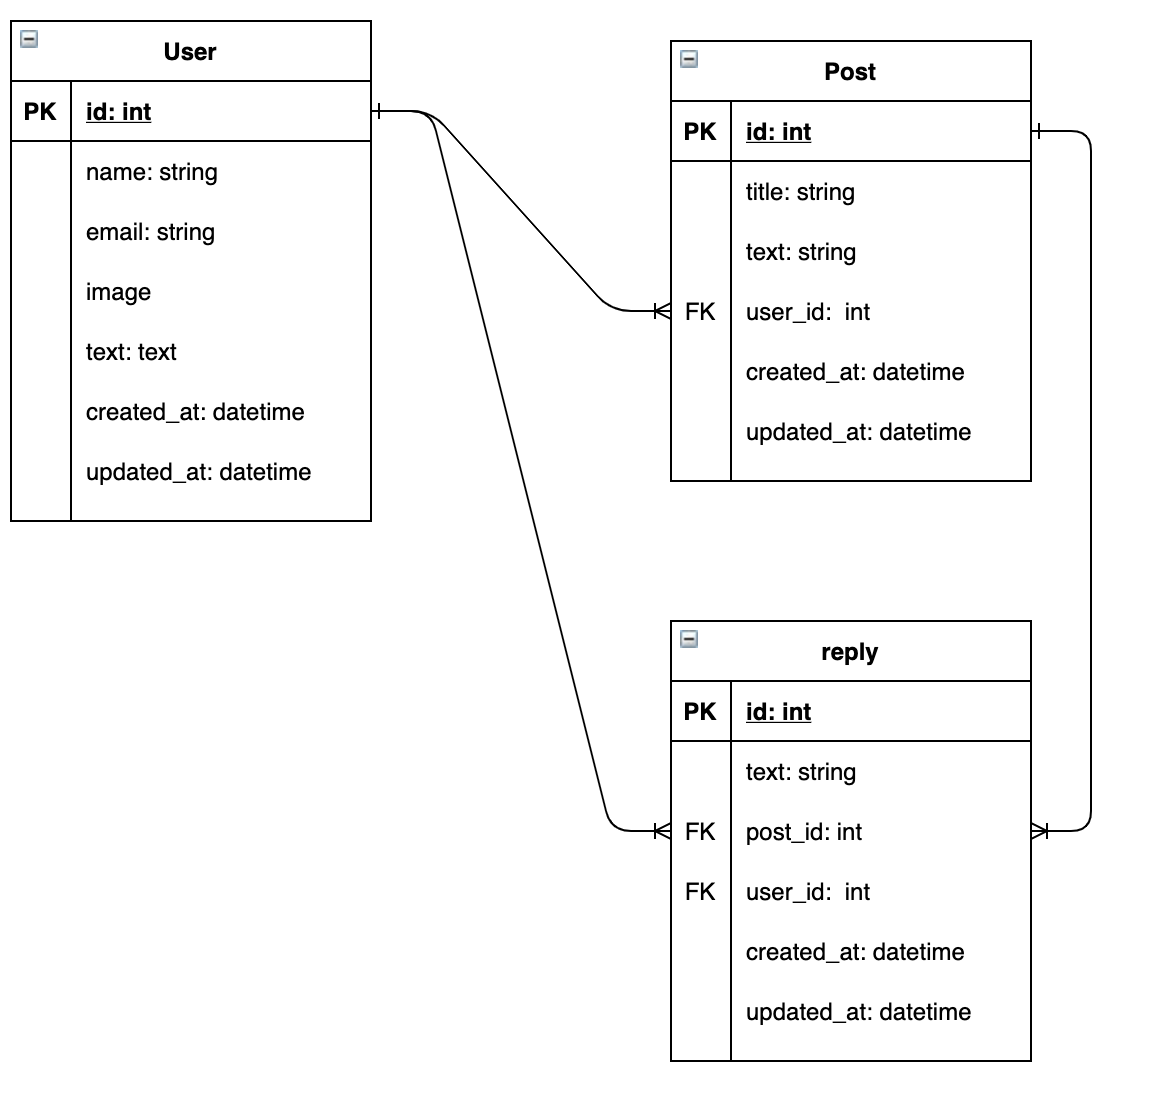 User
PK id: int
name: string
email: string
image
text: text
created_at: datetime
updated_at: datetime
Post
PK id: int
title: string
text: string
FK user_id:  int
created_at: datetime
updated_at: datetime
reply
PK id: int
text: string
FK post_id: int
FK user_id:  int
created_at: datetime
updated_at: datetime